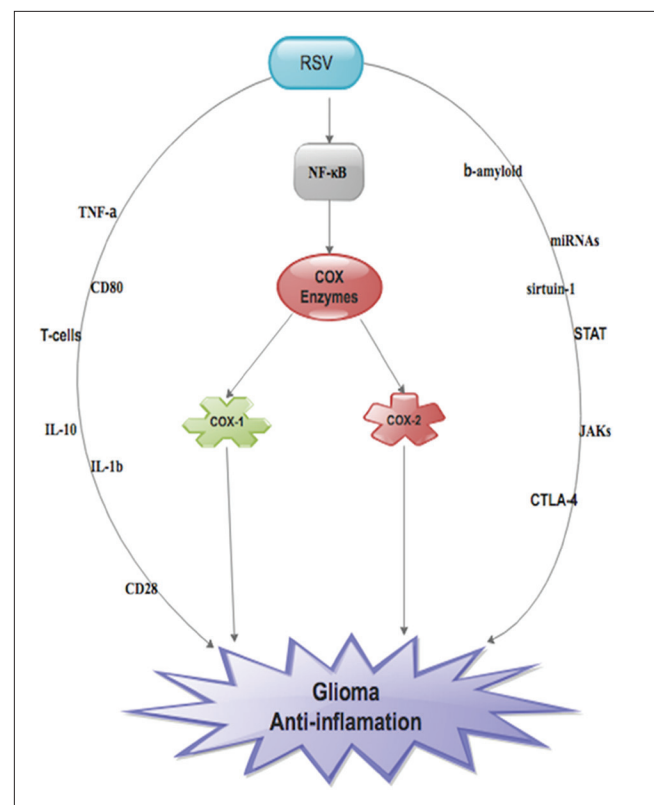 RSV
NF-κB
b-amylold
TNF-a
miRNAs
CD80
COX
Enzymes
sirtuin-1
T-cells
STAT
COX-1
COX-2
IL-10
JAKs
IL-1b
CTLA-4
CD28
Glioma
Anti-inflamation